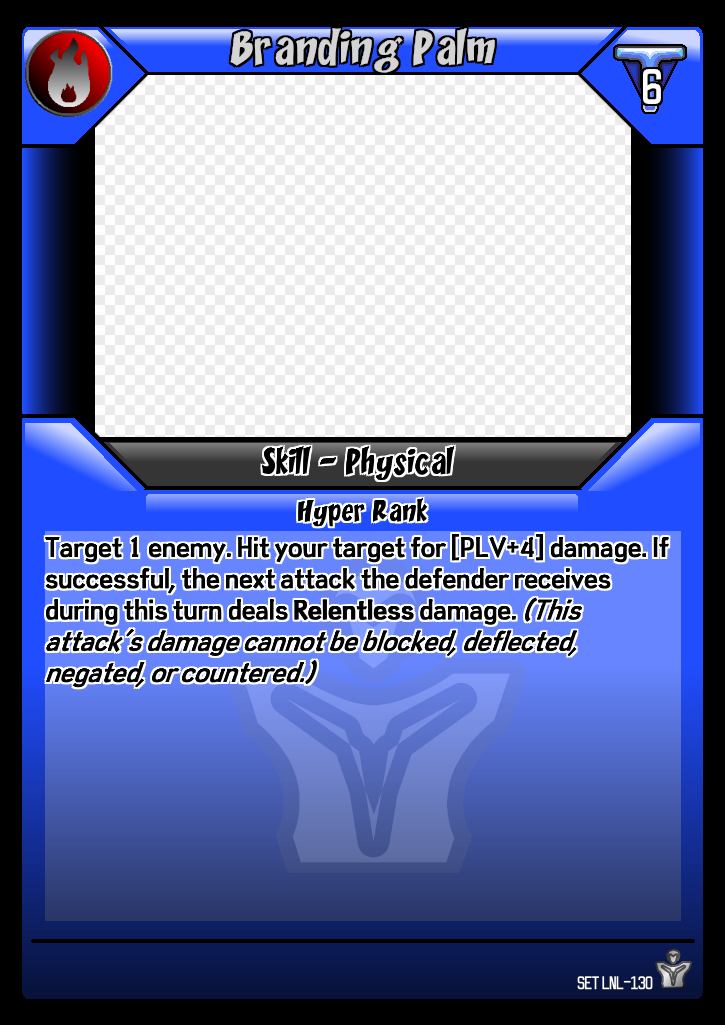 Branding Palm
6
Skill - Physical
Hyper Rank
Target 1 enemy. Hit your target for [PLV+4] damage. If
successful, the next attack the defender receives
during this turn deals Relentless damage. (This
attack's damage cannot be blocked, deflected,
negated, or countered.)
SET LNL-130